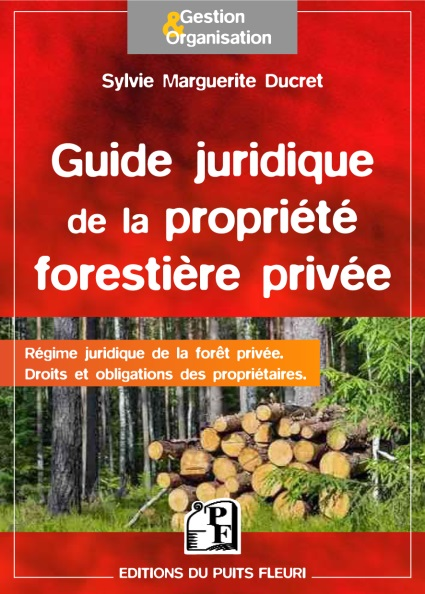 Gestion
& Organisation
Sylvie Marguerite Ducret
Guide juridique
de la propriété
forestière privée
Régime juridique de la forêt privée.
Droits et obligations des propriétaires.
P
F
EDITIONS DU PUITS FLEURI